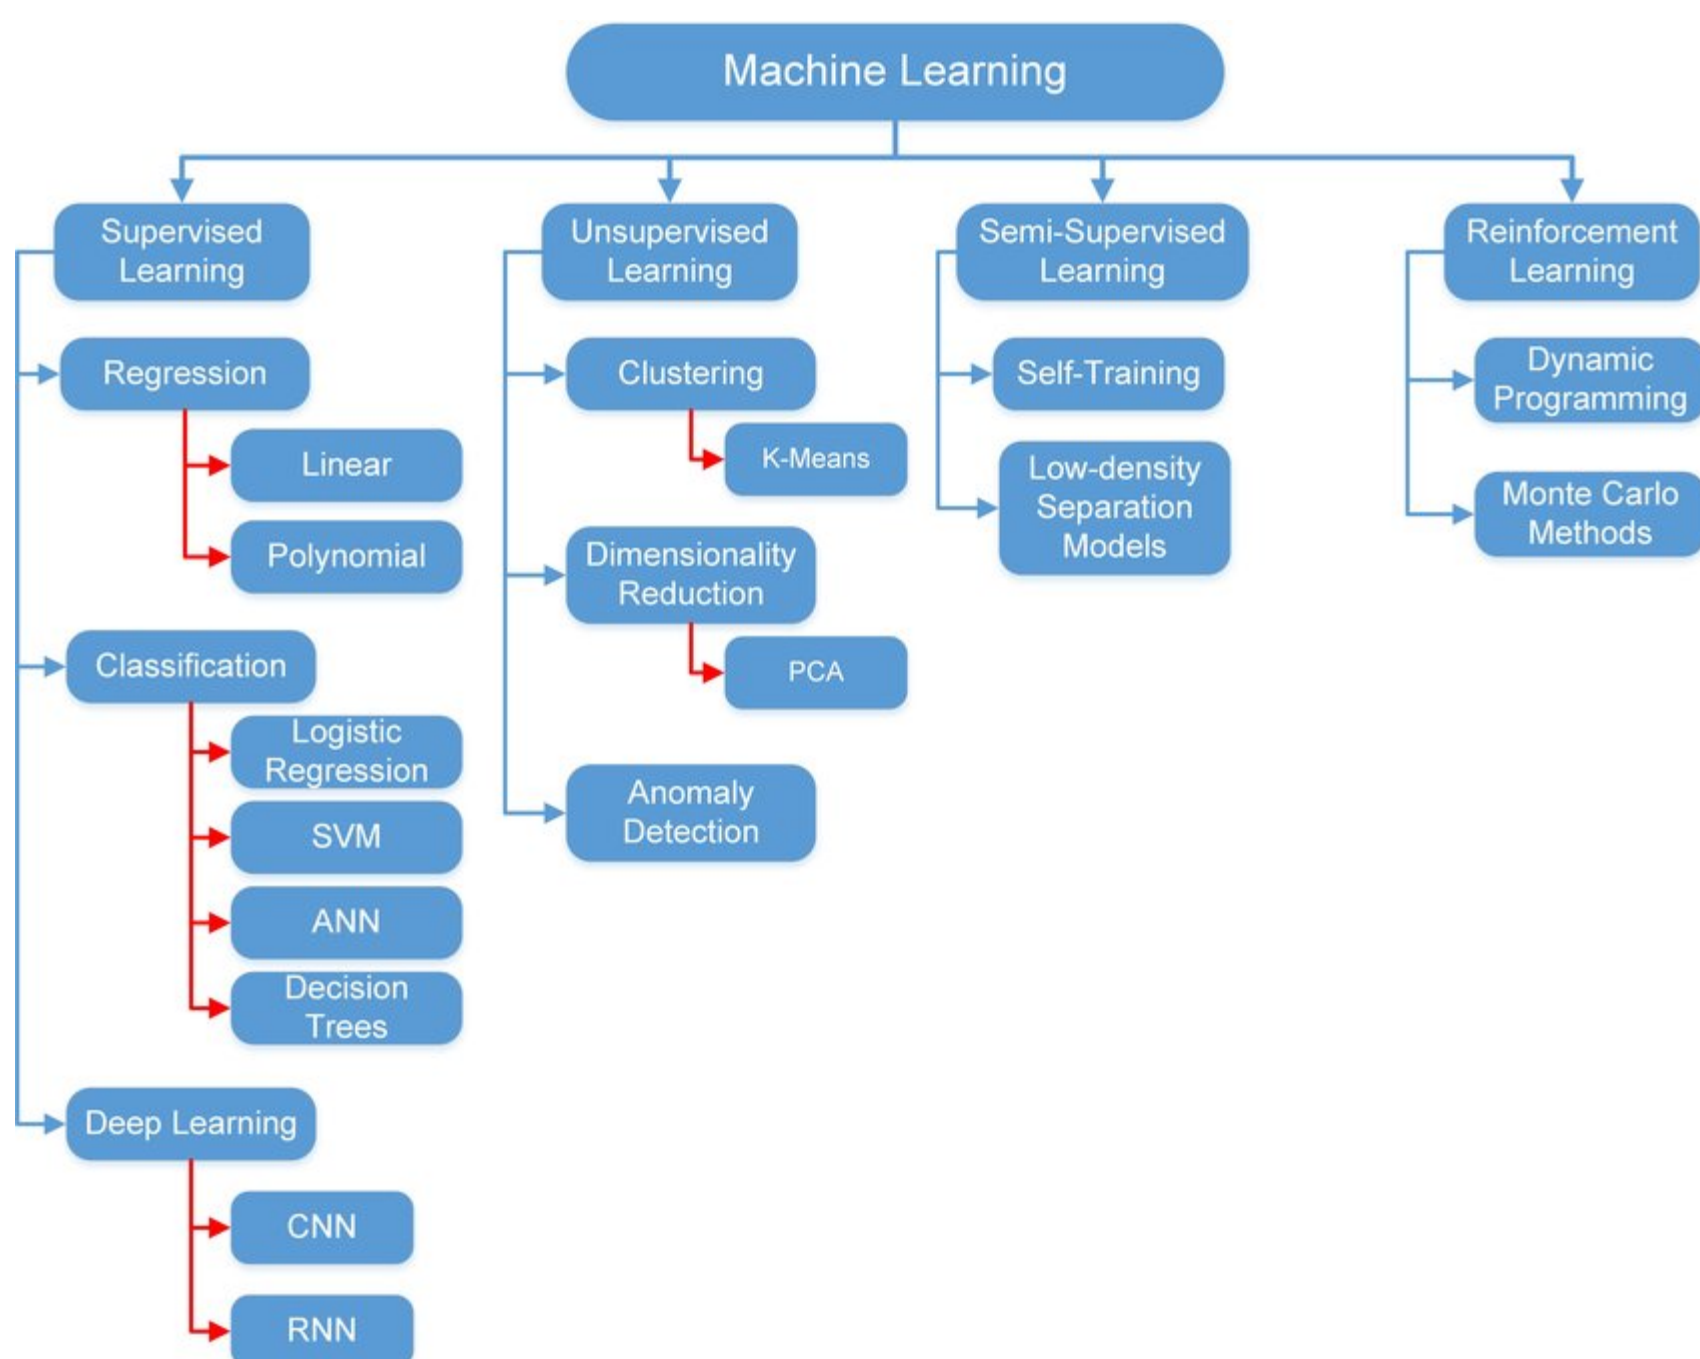 Machine Learning
Supervised
Learning
Regression
Linear
Polynomial
Classification
Logistic
Regression
SVM
ANN
Decision
Trees
Deep Learning
CNN
RNN
Unsupervised
Learning
Clustering
K-Means
Dimensionality
Reduction
PCA
Anomaly
Detection
Semi-Supervised
Learning
Self-Training
Low-density
Separation
Models
Reinforcement
Learning
Dynamic
Programming
Monte Carlo
Methods